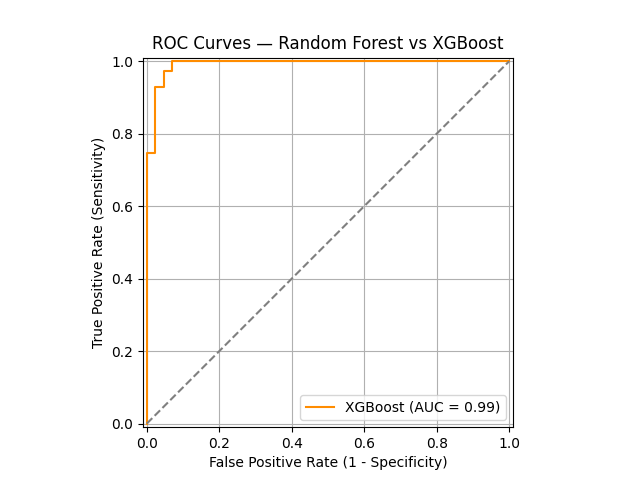 ROC Curves — Random Forest vs XGBoost
True Positive Rate (Sensitivity)
1.0
0.8
0.6
0.4
0.2
0.0
XGBoost (AUC = 0.99)
0.0 0.2 0.4 0.6 0.8 1.0
False Positive Rate (1 - Specificity)